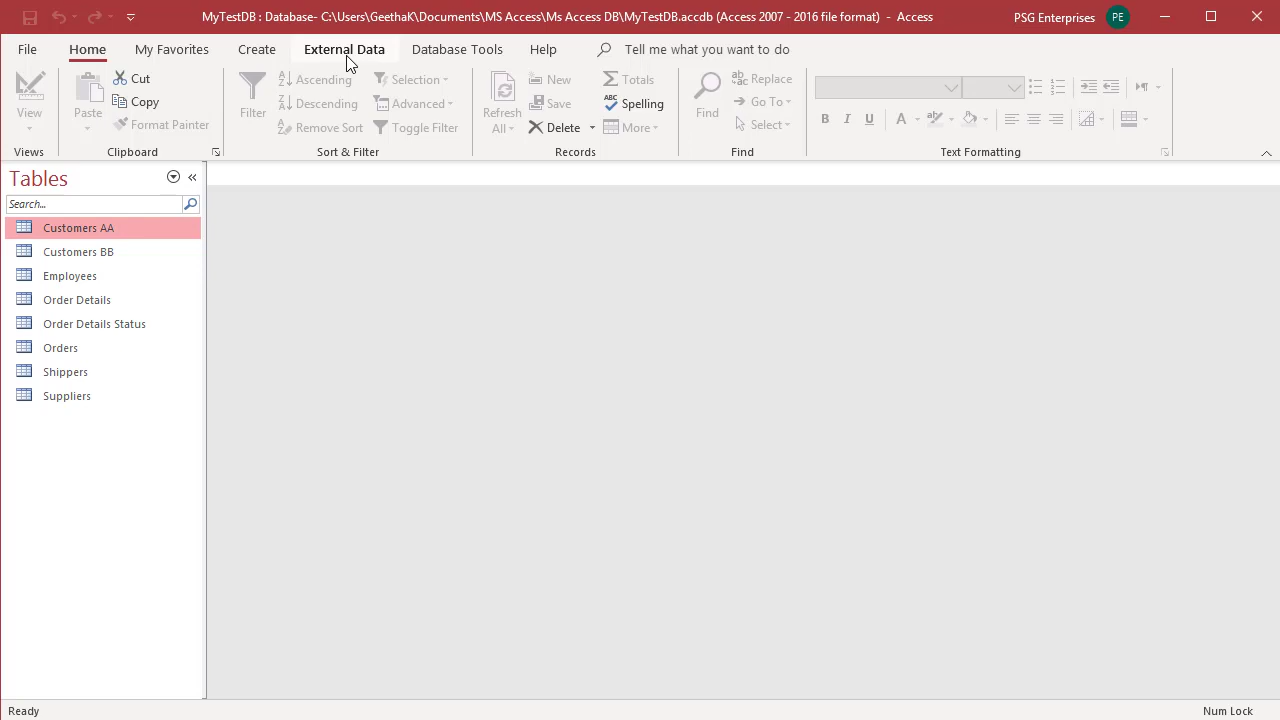 MyTestDB : Database- C:\Users\GeethaK\Documents\MS Access\Ms Access DB\MyTestDB.accdb (Access 2007 - 2016 file format) - Access
PSG Enterprises PE
File Home My Favorites Create External Data Database Tools Help Tell me what you want to do
View
Views
Paste
Cut
Copy
Format Painter
Clipboard
Filter
Ascending
Descending
Remove Sort
Selection
Advanced
Toggle Filter
Sort & Filter
Refresh
All
New
Save
Delete
Totals
Spelling
More
Records
Find
Replace
Go To
Select
Find
B I U A
Text Formatting
Tables
Search...
Customers AA
Customers BB
Employees
Order Details
Order Details Status
Orders
Shippers
Suppliers
Ready
Num Lock